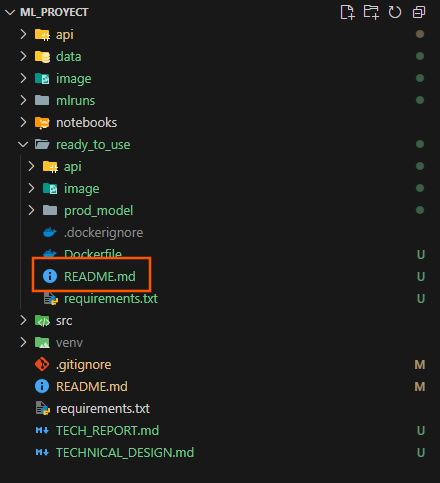 ML_PROYECT
api
data
image
mlruns
notebooks
ready_to_use
api
image
prod_model
.dockerignore
Dockerfile U
README.md U
requirements.txt U
src
venv
.gitignore M
README.md M
requirements.txt
TECH_REPORT.md U
TECHNICAL_DESIGN.md U